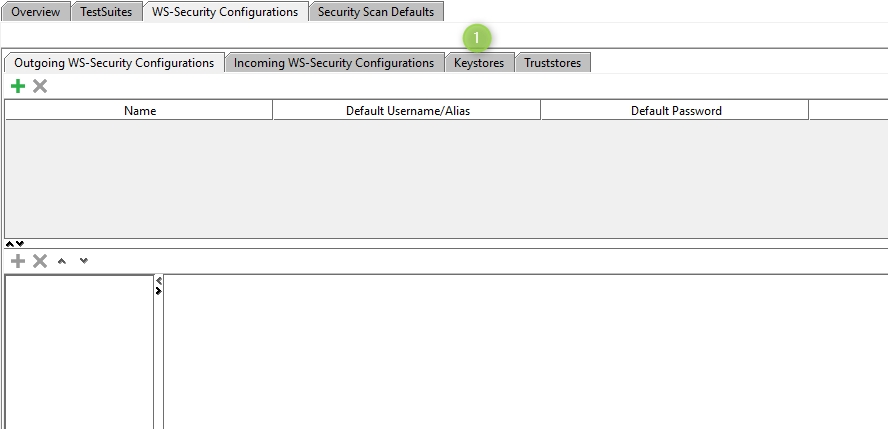 Overview TestSuites WS-Security Configurations Security Scan Defaults
1
Outgoing WS-Security Configurations Incoming WS-Security Configurations Keystores Truststores
Name Default Username/Alias Default Password